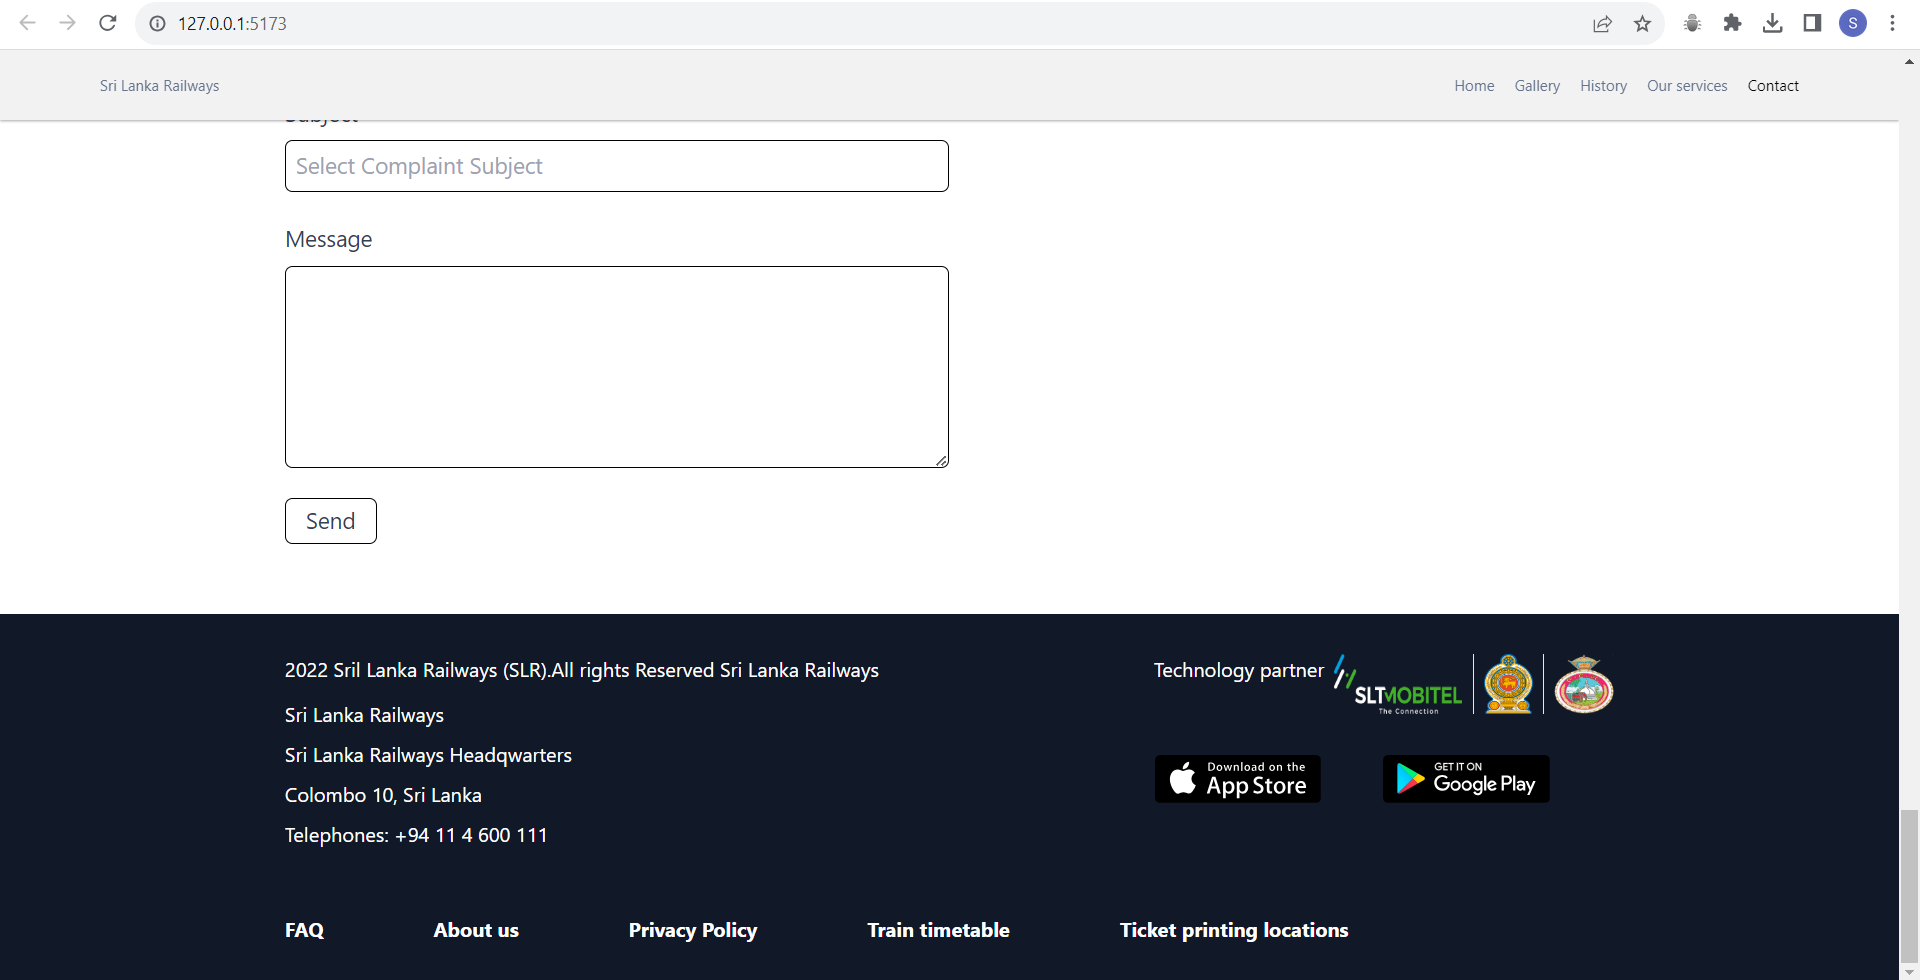 127.0.0.1:5173
S
Sri Lanka Railways
Home Gallery History Our services Contact
Subject
Select Complaint Subject
Message
Send
2022 Sril Lanka Railways (SLR).All rights Reserved Sri Lanka Railways
Technology partner
SLTMOBITEL
The Connection
Sri Lanka Railways
Sri Lanka Railways Headqwarters
Colombo 10, Sri Lanka
Telephones: +94 11 4 600 111
Download on the
App Store
GET IT ON
Google Play
FAQ About us Privacy Policy Train timetable Ticket printing locations